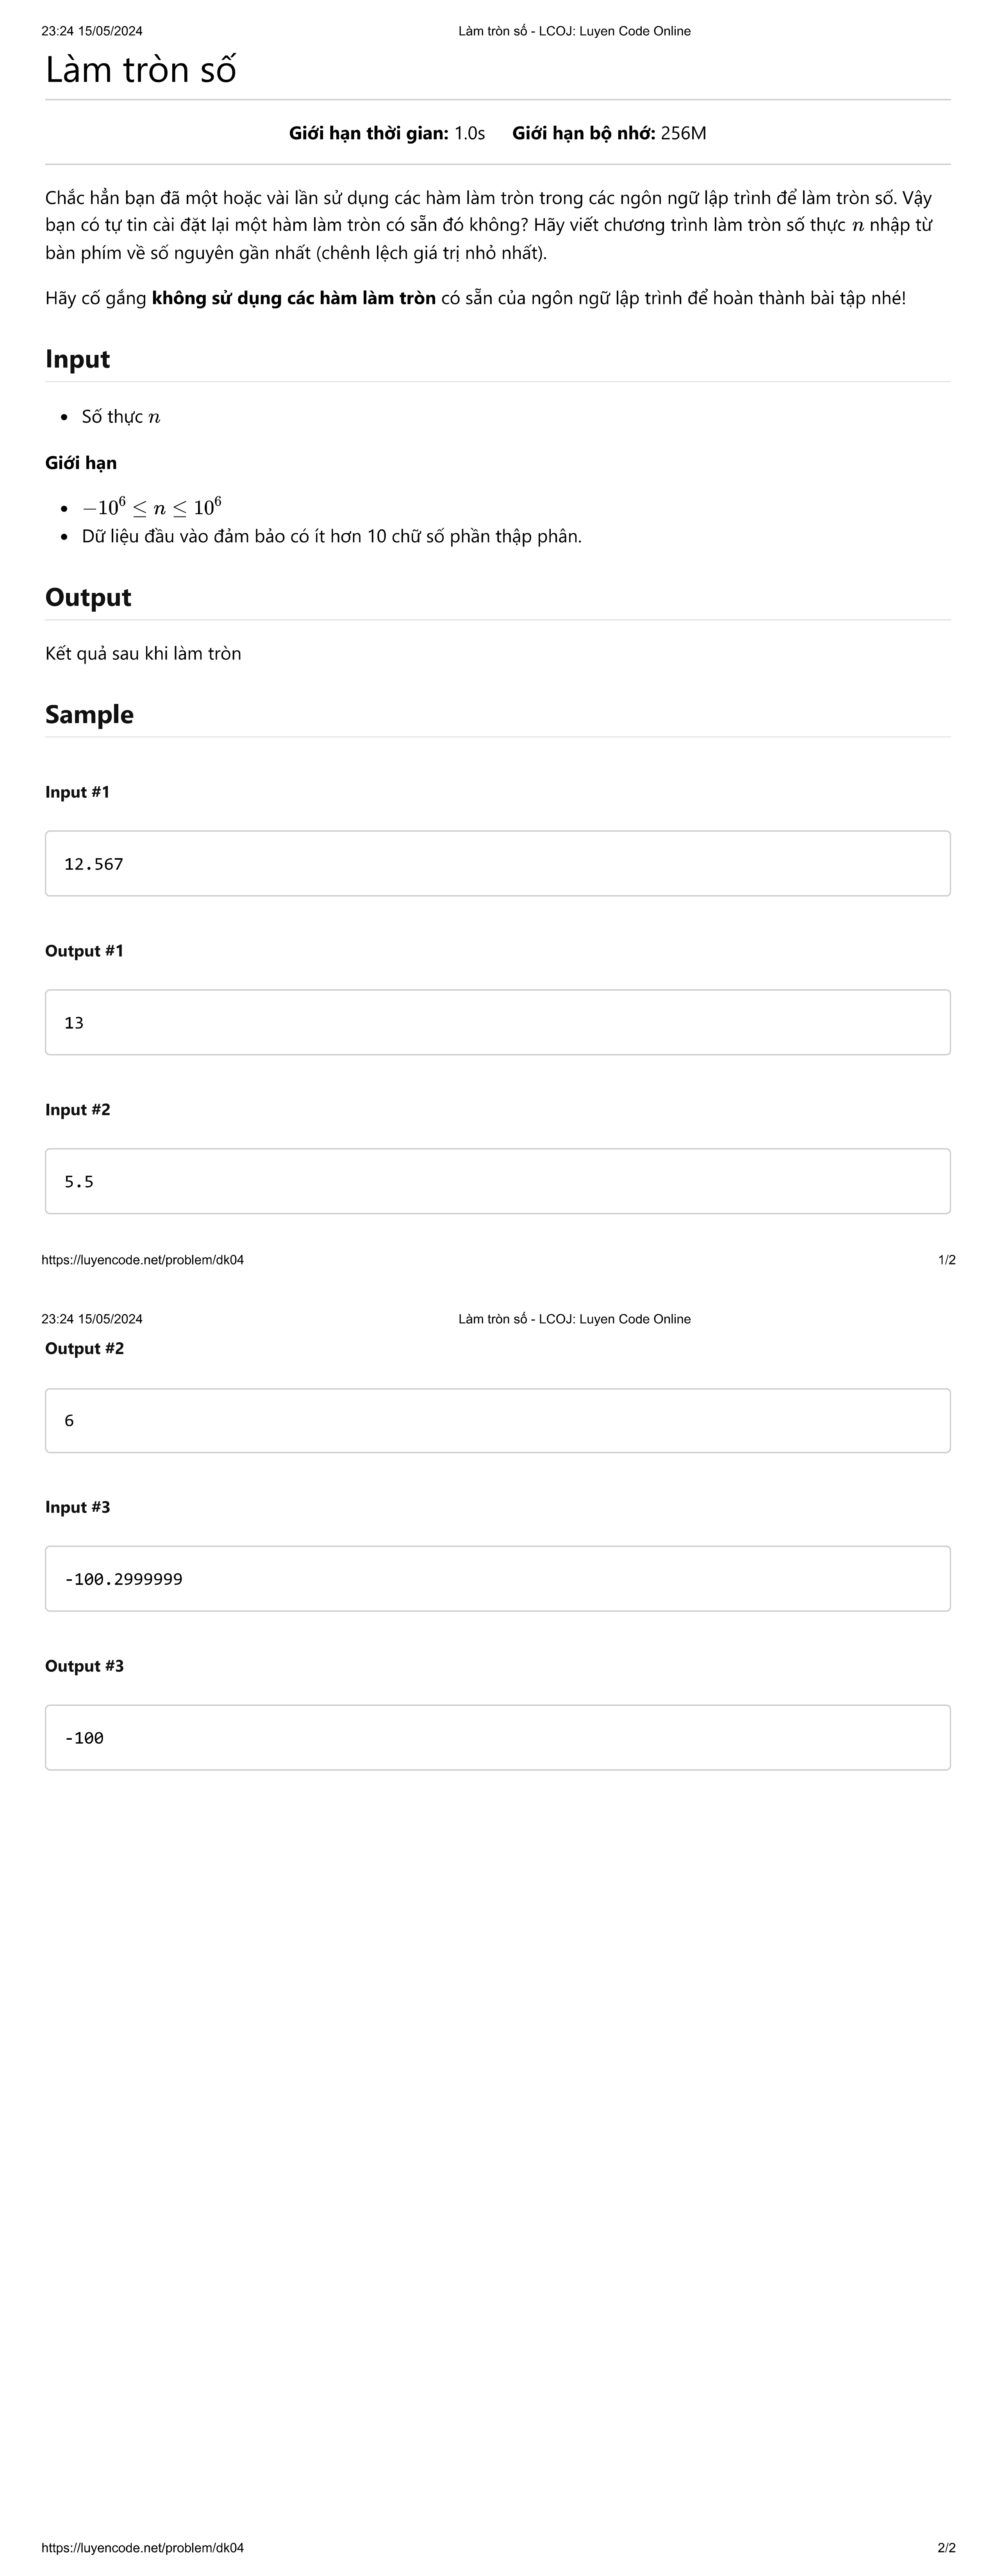 23:24 15/05/2024
Làm tròn số - LCOJ: Luyen Code Online
Làm tròn số
Giới hạn thời gian: 1.0s Giới hạn bộ nhớ: 256M
Chắc hẳn bạn đã một hoặc vài lần sử dụng các hàm làm tròn trong các ngôn ngữ lập trình để làm tròn số. Vậy
bạn có tự tin cài đặt lại một hàm làm tròn có sẵn đó không? Hãy viết chương trình làm tròn số thực n nhập từ
bàn phím về số nguyên gần nhất (chênh lệch giá trị nhỏ nhất).
Hãy cố gắng không sử dụng các hàm làm tròn có sẵn của ngôn ngữ lập trình để hoàn thành bài tập nhé!
Input
• Số thực n
Giới hạn
• −10⁶ ≤ n ≤ 10⁶
• Dữ liệu đầu vào đảm bảo có ít hơn 10 chữ số phần thập phân.
Output
Kết quả sau khi làm tròn
Sample
Input #1
12.567
Output #1
13
Input #2
5.5
https://luyencode.net/problem/dk04
1/2
23:24 15/05/2024
Làm tròn số - LCOJ: Luyen Code Online
Output #2
6
Input #3
-100.2999999
Output #3
-100
https://luyencode.net/problem/dk04
2/2